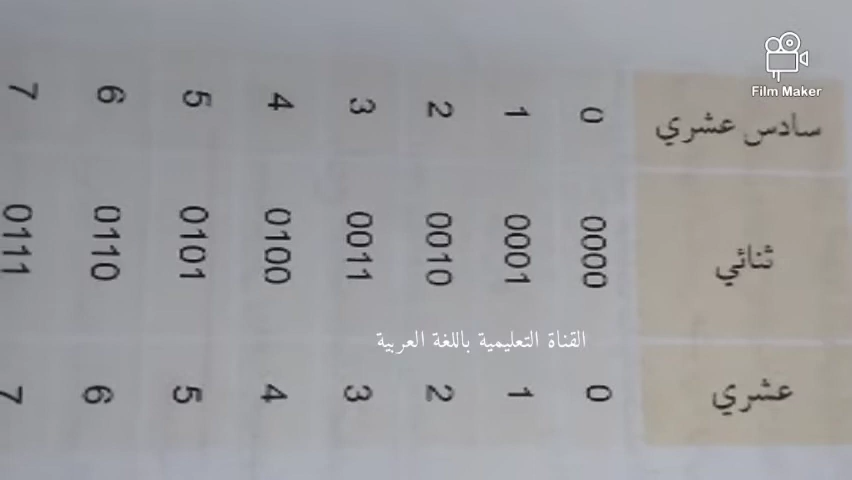 Film Maker
سادس عشري 0 1 2 3 4 5 6 7
ثنائي 0000 0001 0010 0011 0100 0101 0110 0111
القناة التعليمية باللغة العربية
عشري 0 1 2 3 4 5 6 7